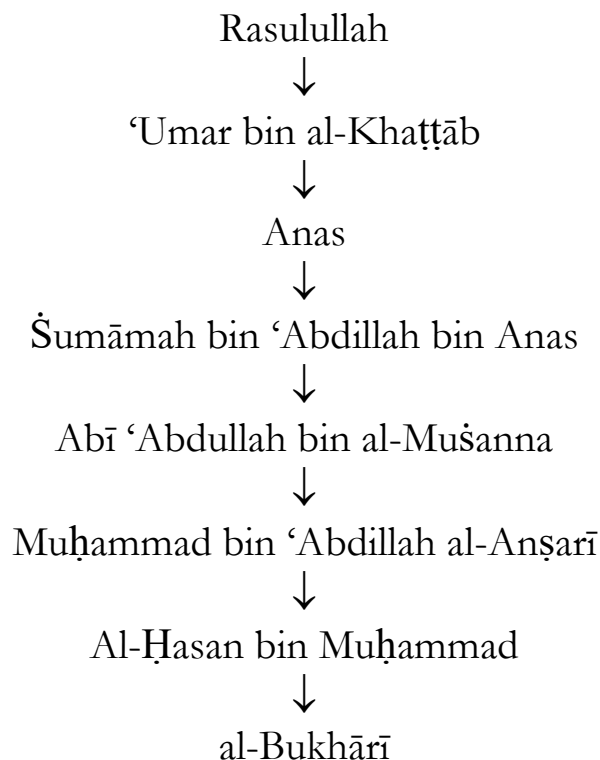 Rasulullah
↓
‘Umar bin al-Khaṭṭāb
↓
Anas
↓
Ṡumāmah bin ‘Abdillah bin Anas
↓
Abī ‘Abdullah bin al-Muṡanna
↓
Muḥammad bin ‘Abdillah al-Anṣarī
↓
Al-Ḥasan bin Muḥammad
↓
al-Bukhārī